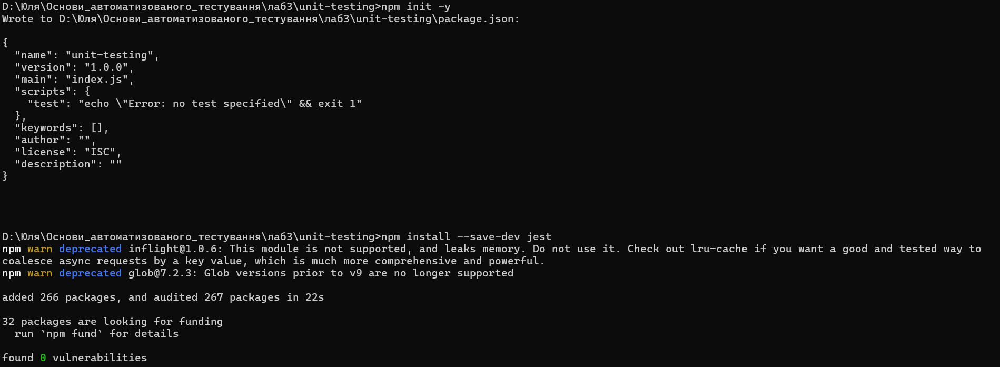 D:\Юля\Основи_автоматизованого_тестування\лаб3\unit-testing>npm init -y
Wrote to D:\Юля\Основи_автоматизованого_тестування\лаб3\unit-testing\package.json:
{
  "name": "unit-testing",
  "version": "1.0.0",
  "main": "index.js",
  "scripts": {
    "test": "echo \"Error: no test specified\" && exit 1"
  },
  "keywords": [],
  "author": "",
  "license": "ISC",
  "description": ""
}
D:\Юля\Основи_автоматизованого_тестування\лаб3\unit-testing>npm install --save-dev jest
npm warn deprecated inflight@1.0.6: This module is not supported, and leaks memory. Do not use it. Check out lru-cache if you want a good and tested way to
coalesce async requests by a key value, which is much more comprehensive and powerful.
npm warn deprecated glob@7.2.3: Glob versions prior to v9 are no longer supported
added 266 packages, and audited 267 packages in 22s
32 packages are looking for funding
  run `npm fund` for details
found 0 vulnerabilities